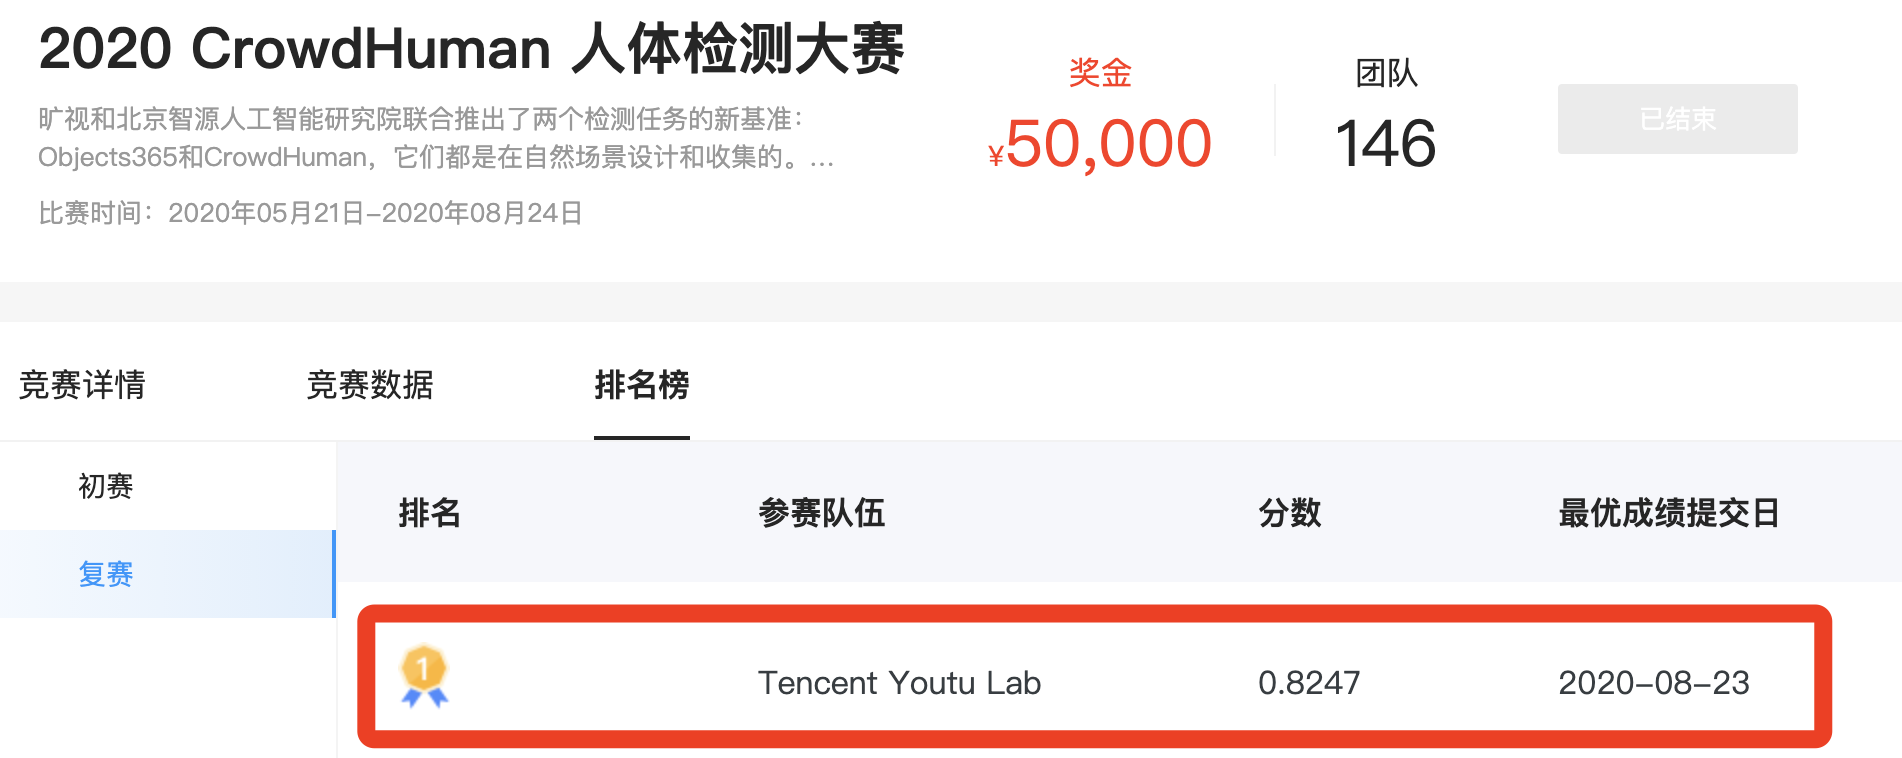 2020 CrowdHuman 人体检测大赛
旷视和北京智源人工智能研究院联合推出了两个检测任务的新基准：
Objects365和CrowdHuman，它们都是在自然场景设计和收集的。...
比赛时间：2020年05月21日-2020年08月24日
奖金
¥50,000
团队
146
已结束
竞赛详情
竞赛数据
排名榜
初赛
复赛
排名 参赛队伍 分数 最优成绩提交日
1 Tencent Youtu Lab 0.8247 2020-08-23